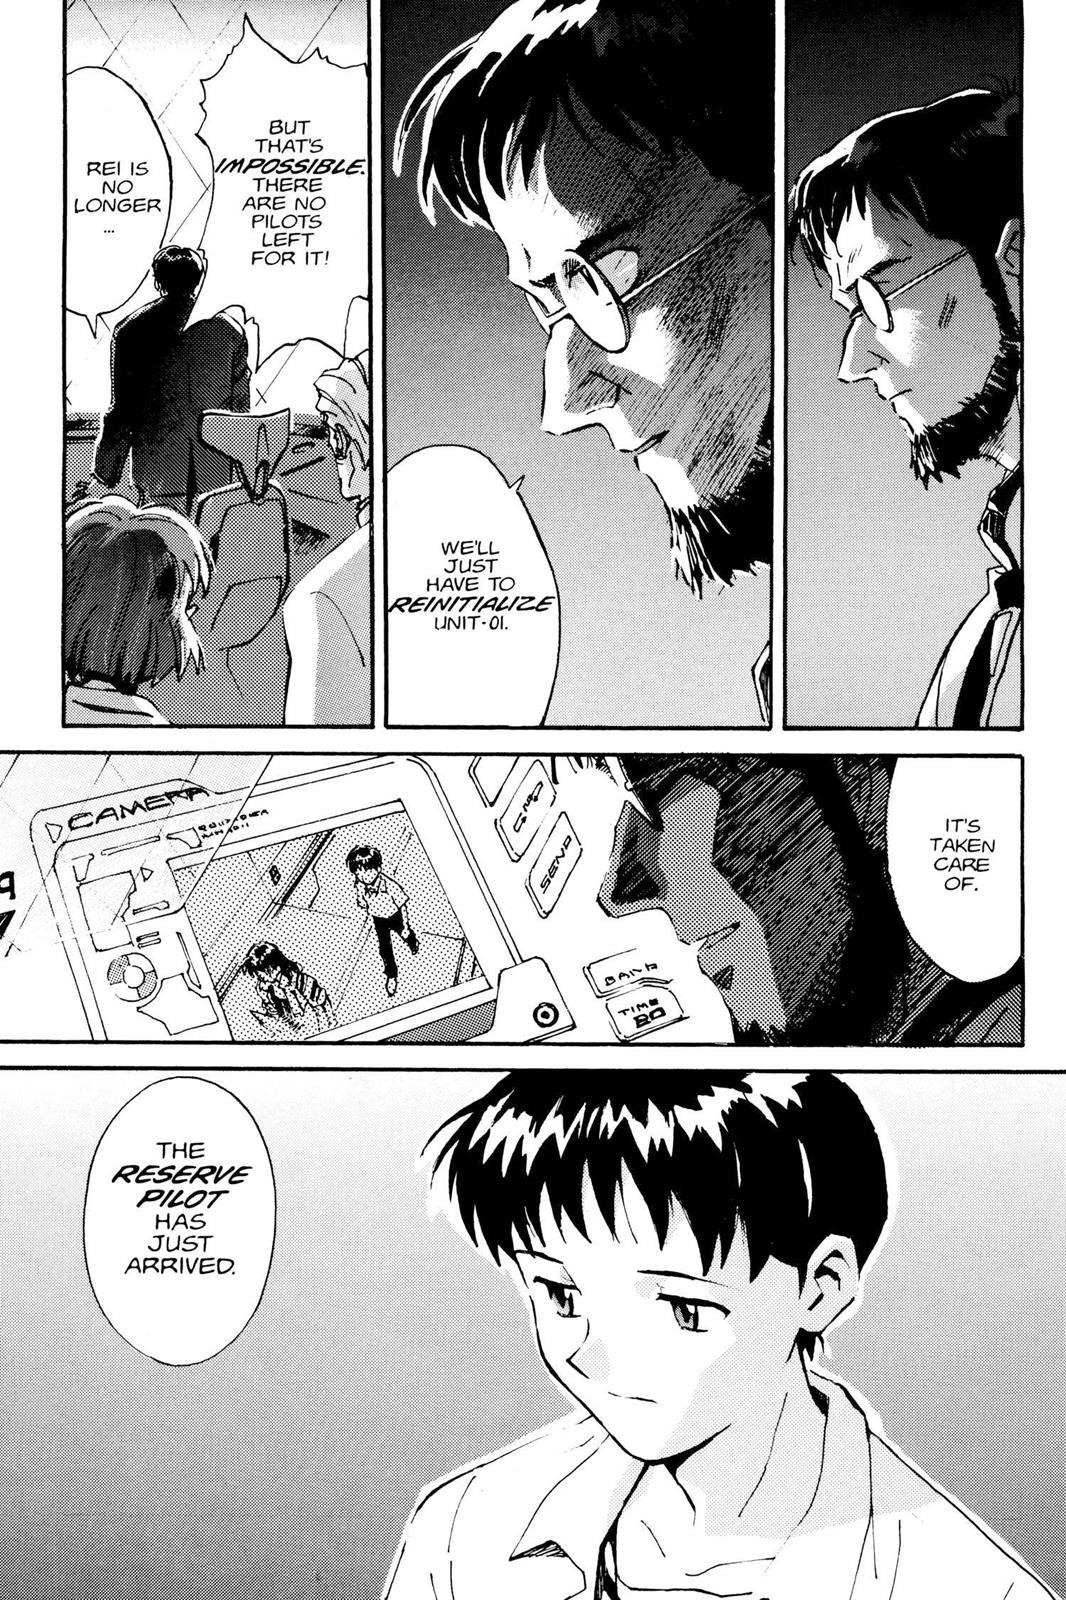 WE'LL
JUST
HAVE TO
REINITIALIZE
UNIT-01.
BUT
THAT'S
IMPOSSIBLE.
THERE
ARE NO
PILOTS
LEFT
FOR IT!
REI IS
NO
LONGER
...
IT'S
TAKEN
CARE
OF.
CAMERA
SEND
TIME
THE
RESERVE
PILOT
HAS
JUST
ARRIVED.